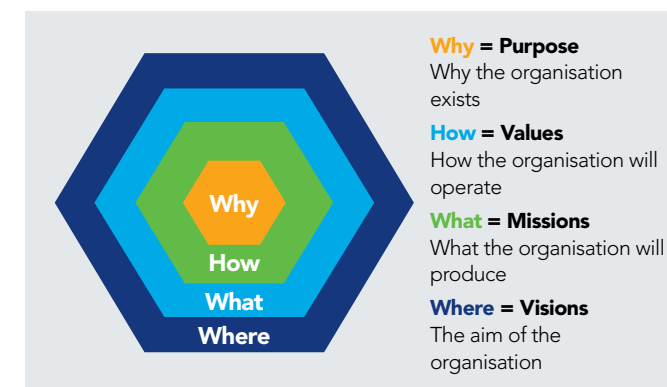 Why
How
What
Where
Why = Purpose
Why the organisation
exists
How = Values
How the organisation will
operate
What = Missions
What the organisation will
produce
Where = Visions
The aim of the
organisation